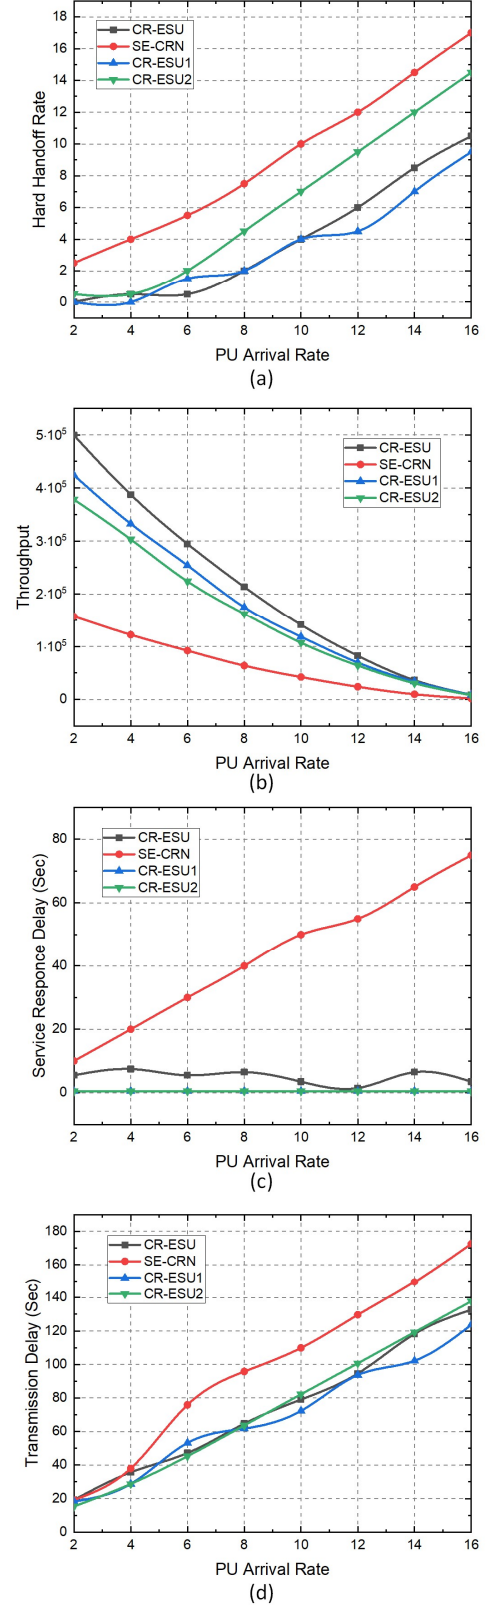 18
16
14
12
10
8
6
4
2
0
Hard Handoff Rate
CR-ESU
SE-CRN
CR-ESU1
CR-ESU2
2 4 6 8 10 12 14 16
PU Arrival Rate
(a)
5·10⁵
4·10⁵
3·10⁵
2·10⁵
1·10⁵
0
Throughput
CR-ESU
SE-CRN
CR-ESU1
CR-ESU2
2 4 6 8 10 12 14 16
PU Arrival Rate
(b)
80
60
40
20
0
Service Responce Delay (Sec)
CR-ESU
SE-CRN
CR-ESU1
CR-ESU2
2 4 6 8 10 12 14 16
PU Arrival Rate
(c)
180
160
140
120
100
80
60
40
20
0
Transmission Delay (Sec)
CR-ESU
SE-CRN
CR-ESU1
CR-ESU2
2 4 6 8 10 12 14 16
PU Arrival Rate
(d)